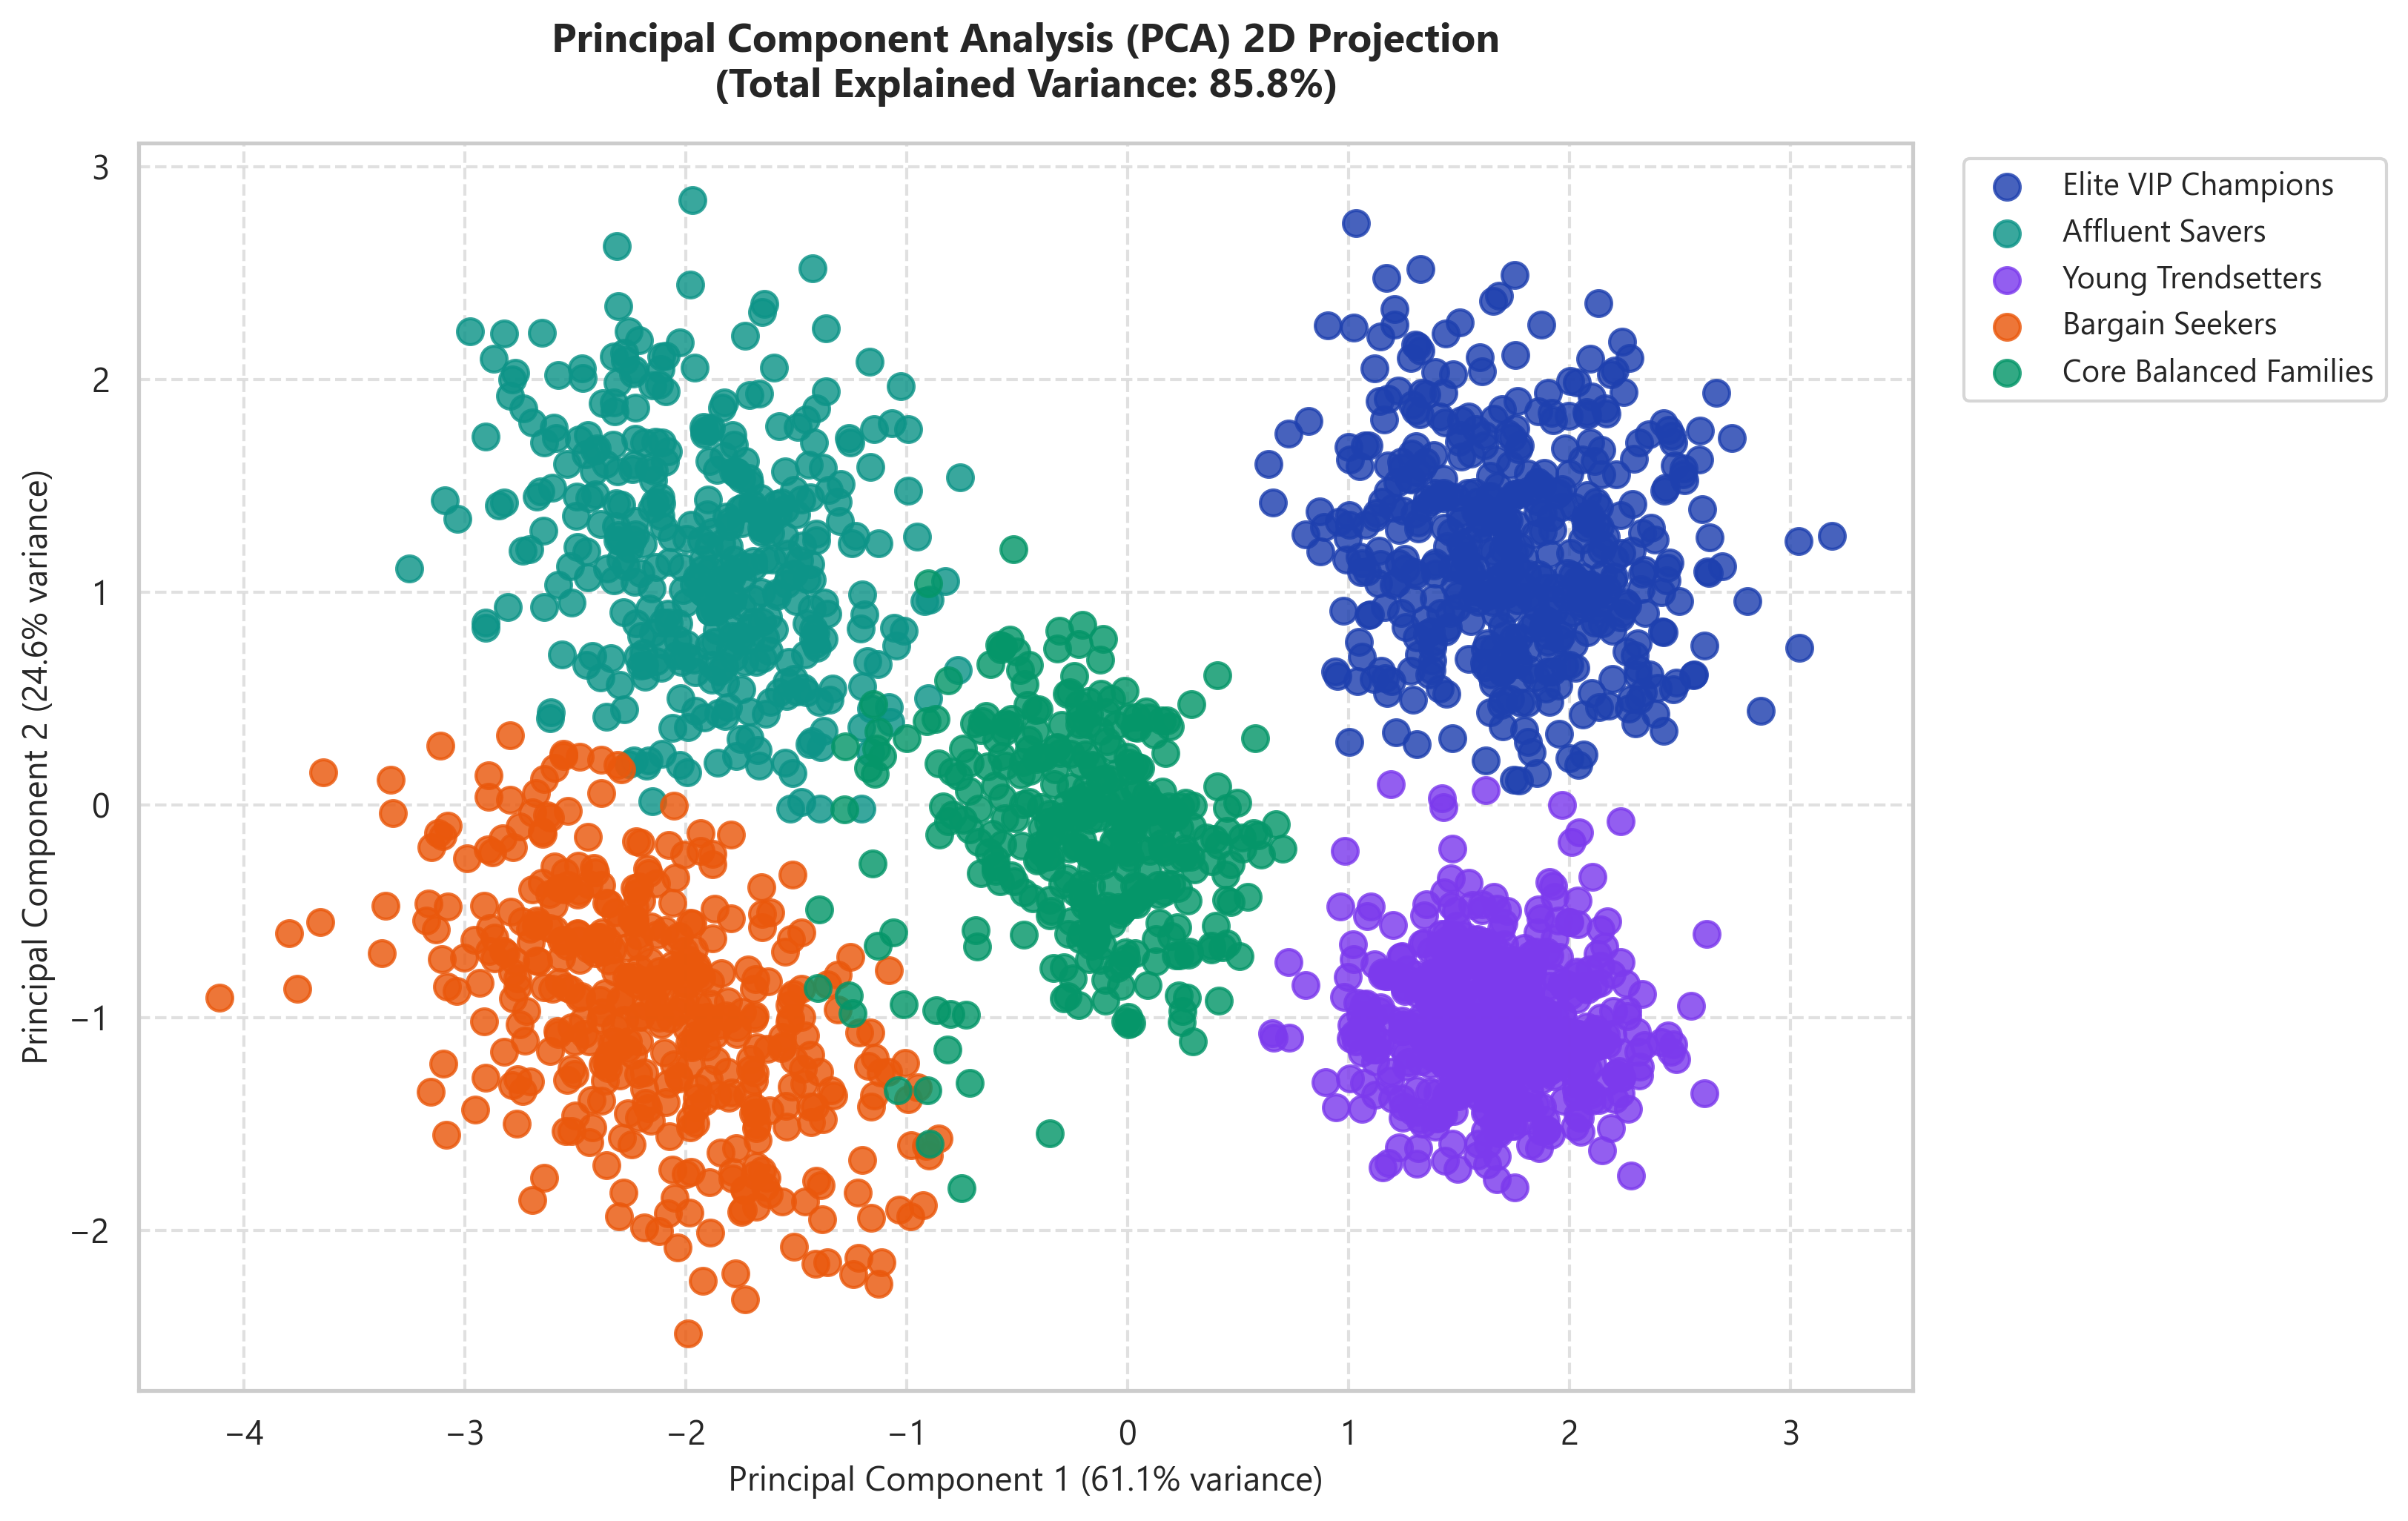 Principal Component Analysis (PCA) 2D Projection
(Total Explained Variance: 85.8%)
Elite VIP Champions
Affluent Savers
Young Trendsetters
Bargain Seekers
Core Balanced Families
Principal Component 2 (24.6% variance)
3
2
1
0
−1
−2
−4
−3
−2
−1
0
1
2
3
Principal Component 1 (61.1% variance)